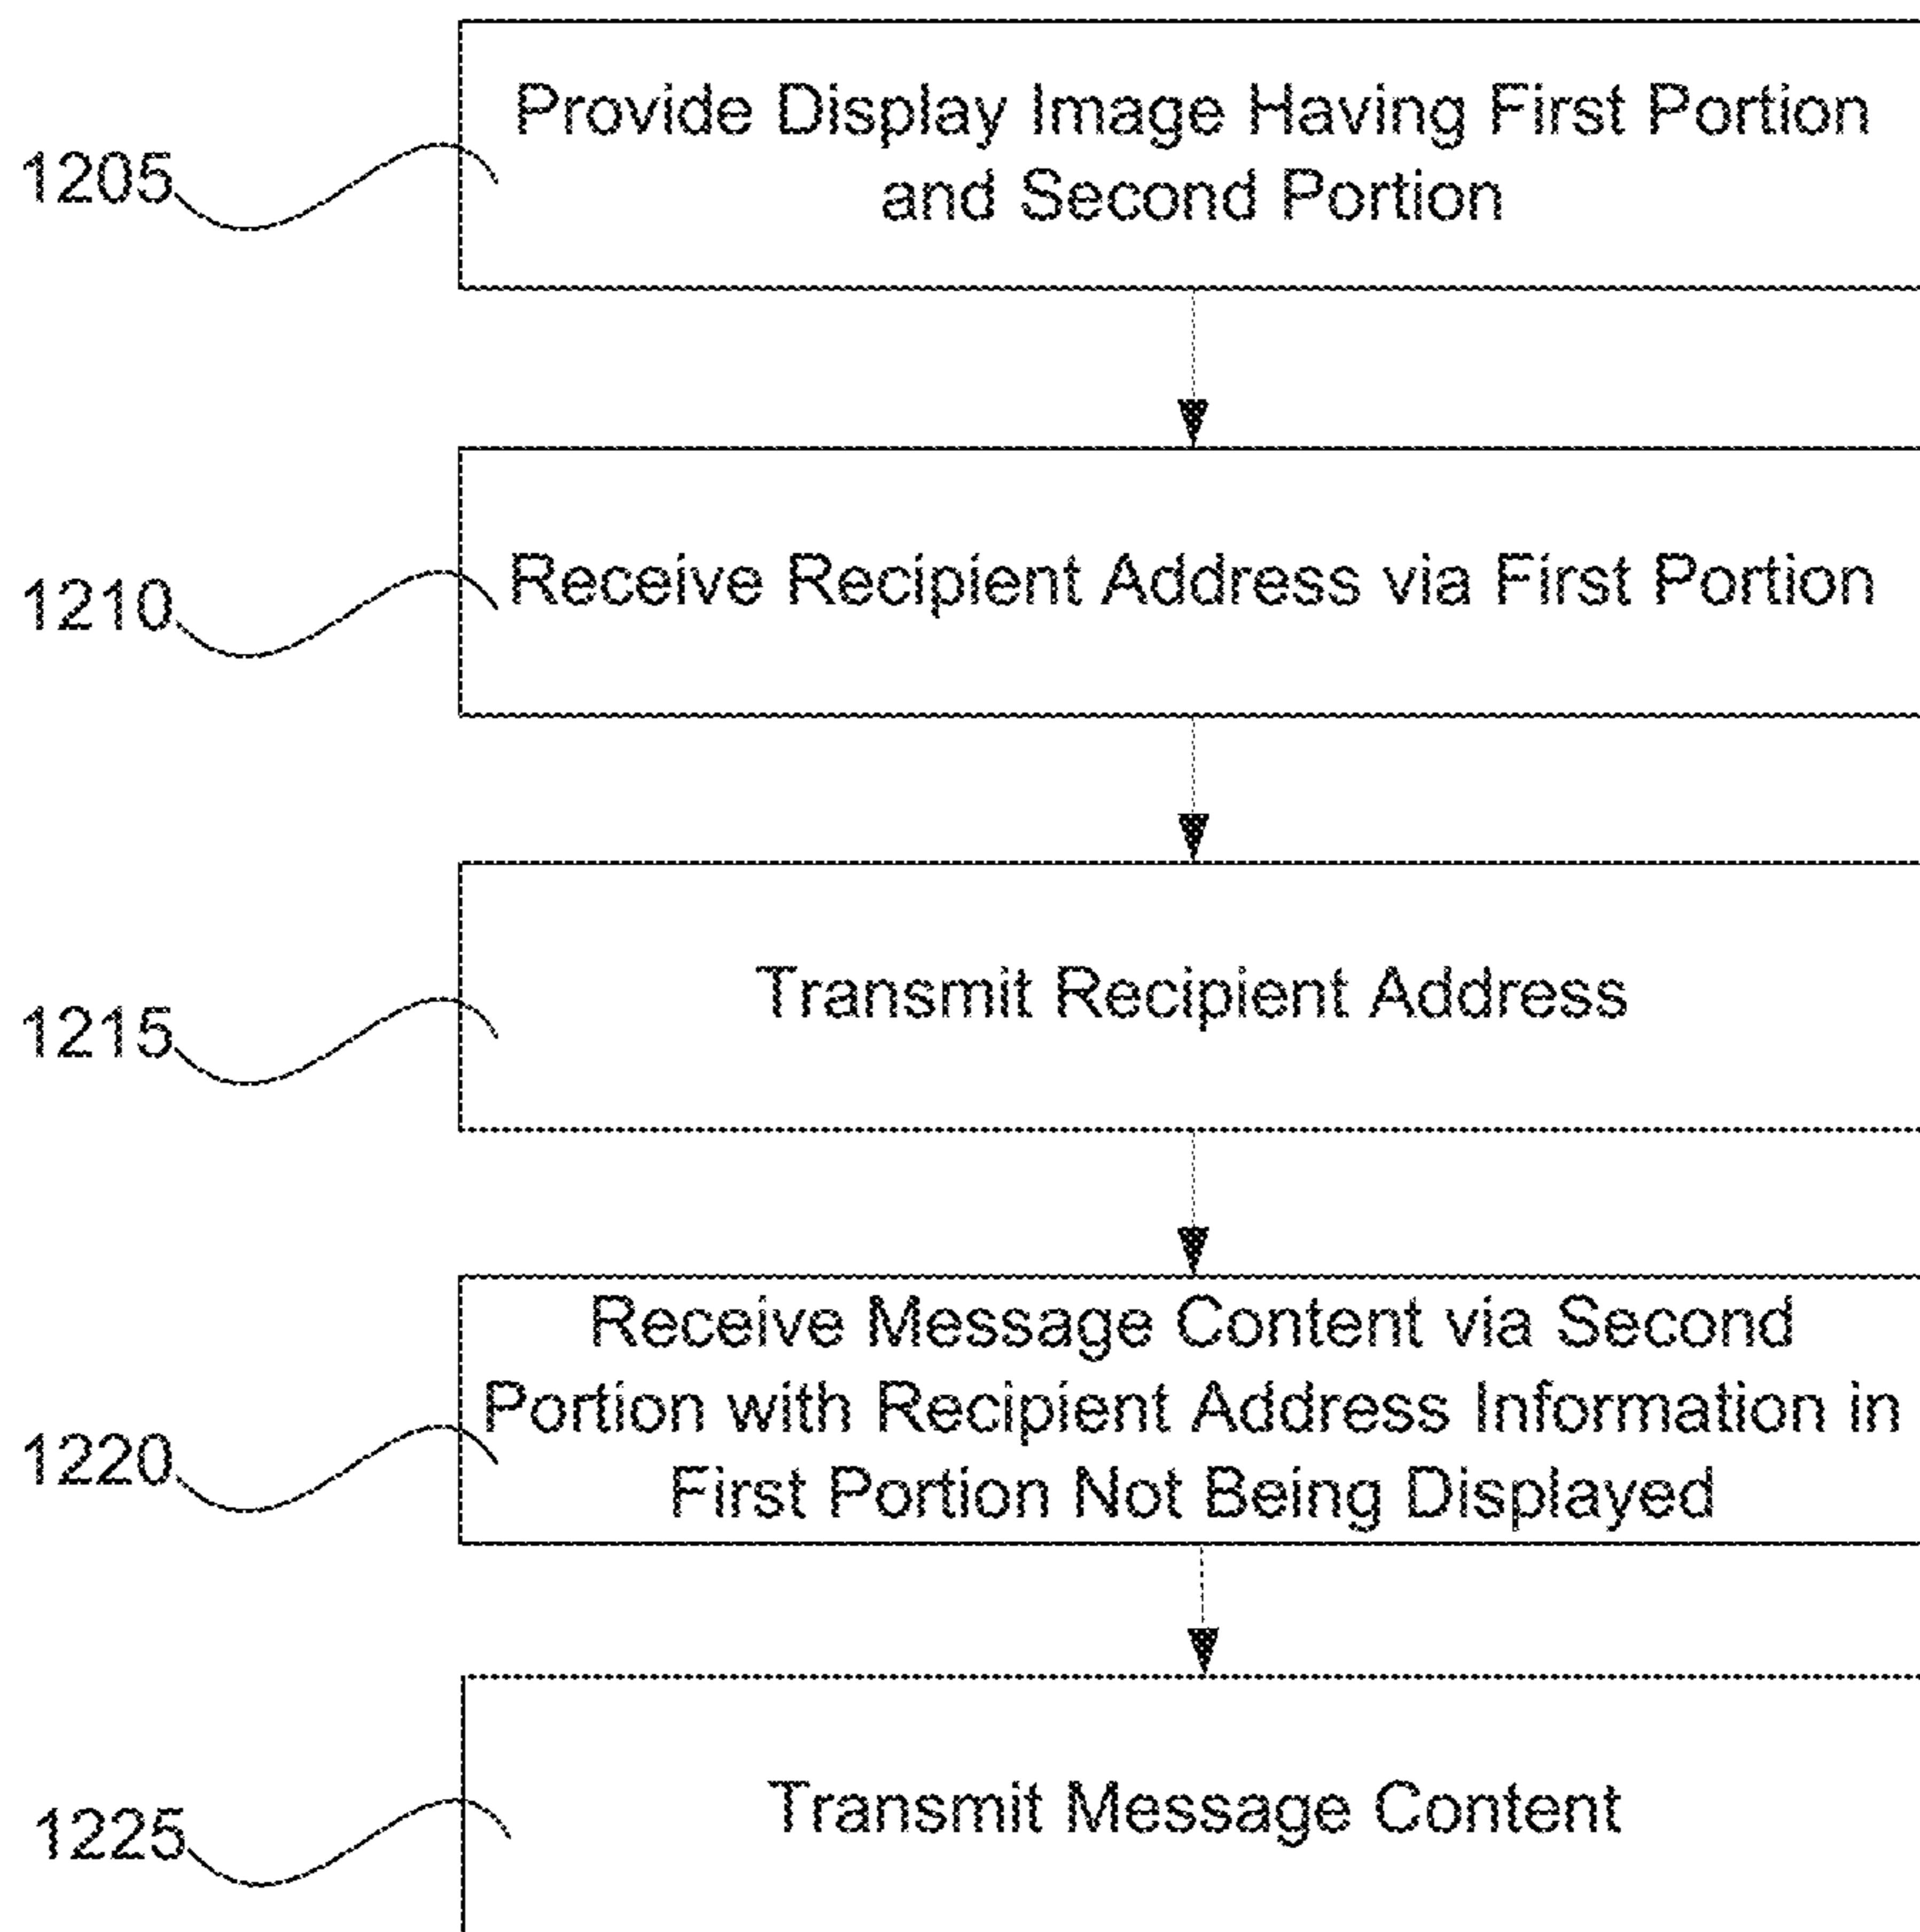 Provide Display Image Having First Portion
and Second Portion
1205
Receive Recipient Address via First Portion
1210
Transmit Recipient Address
1215
Receive Message Content via Second
Portion with Recipient Address Information in
First Portion Not Being Displayed
1220
Transmit Message Content
1225